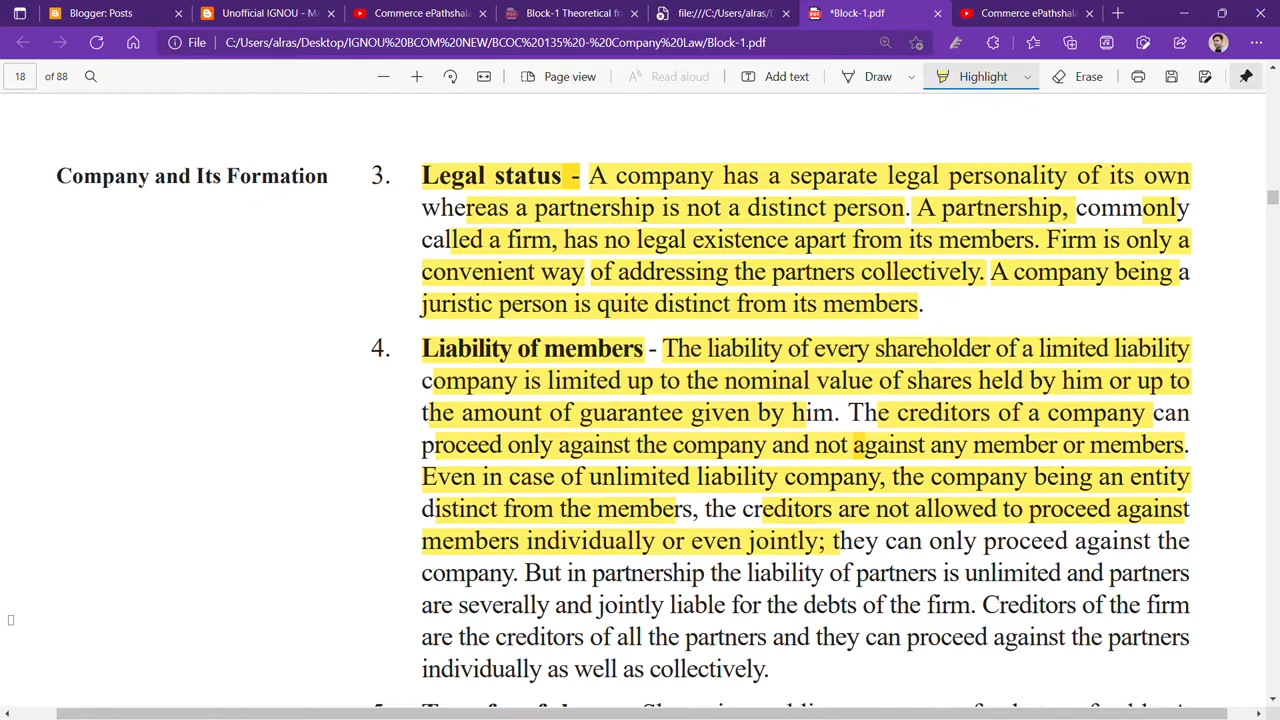 Blogger: Posts
Unofficial IGNOU - MA
Commerce ePathshala
Block-1 Theoretical fr
file:///C:/Users/alras/D
*Block-1.pdf
Commerce ePathshala
File
C:/Users/alras/Desktop/IGNOU%20BCOM%20NEW/BCOC%20135%20-%20Company%20Law/Block-1.pdf
18 of 88
Page view
Read aloud
Add text
Draw
Highlight
Erase
Company and Its Formation
3. Legal status - A company has a separate legal personality of its own
whereas a partnership is not a distinct person. A partnership, commonly
called a firm, has no legal existence apart from its members. Firm is only a
convenient way of addressing the partners collectively. A company being a
juristic person is quite distinct from its members.
4. Liability of members - The liability of every shareholder of a limited liability
company is limited up to the nominal value of shares held by him or up to
the amount of guarantee given by him. The creditors of a company can
proceed only against the company and not against any member or members.
Even in case of unlimited liability company, the company being an entity
distinct from the members, the creditors are not allowed to proceed against
members individually or even jointly; they can only proceed against the
company. But in partnership the liability of partners is unlimited and partners
are severally and jointly liable for the debts of the firm. Creditors of the firm
are the creditors of all the partners and they can proceed against the partners
individually as well as collectively.